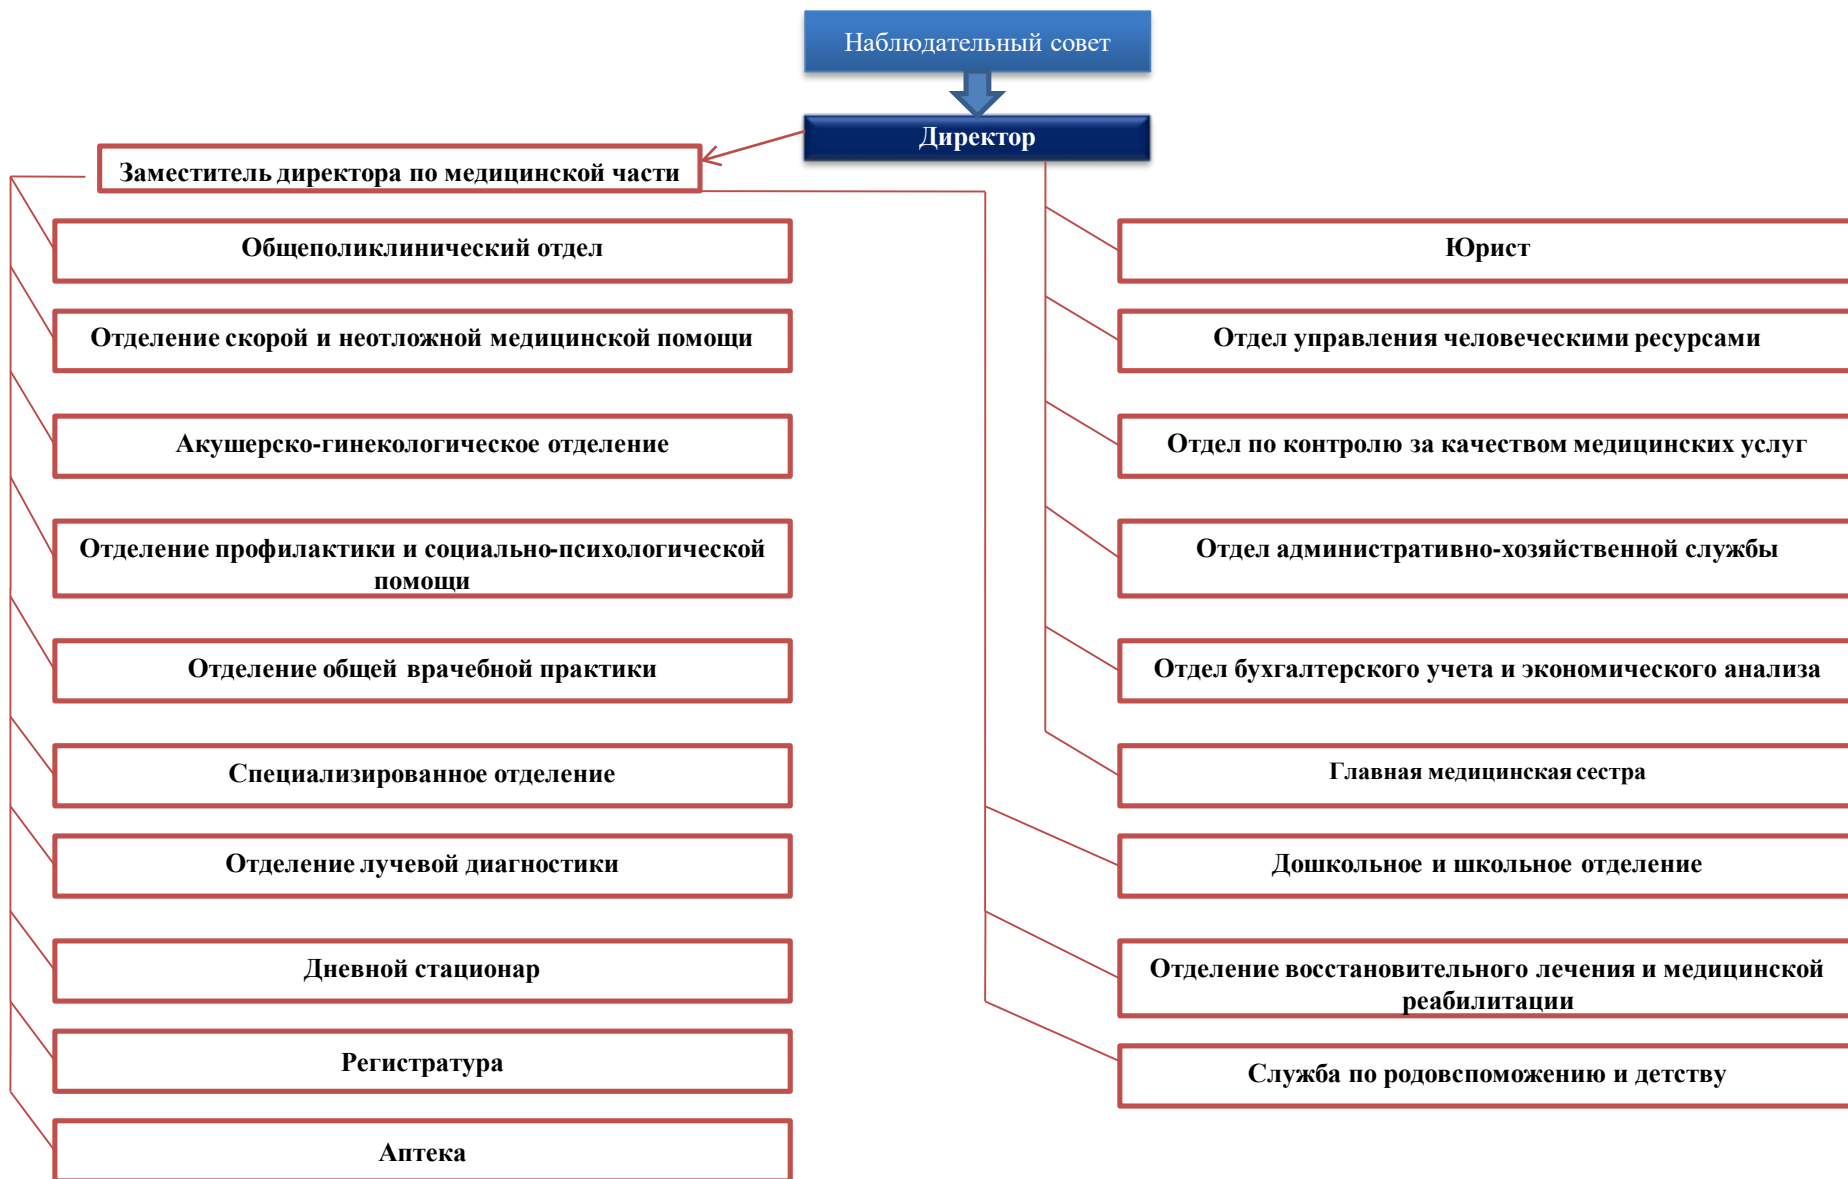 Наблюдательный совет
Директор
Заместитель директора по медицинской части
Общеполиклинический отдел
Отделение скорой и неотложной медицинской помощи
Акушерско-гинекологическое отделение
Отделение профилактики и социально-психологической
помощи
Отделение общей врачебной практики
Специализированное отделение
Отделение лучевой диагностики
Дневной стационар
Регистратура
Аптека
Юрист
Отдел управления человеческими ресурсами
Отдел по контролю за качеством медицинских услуг
Отдел административно-хозяйственной службы
Отдел бухгалтерского учета и экономического анализа
Главная медицинская сестра
Дошкольное и школьное отделение
Отделение восстановительного лечения и медицинской
реабилитации
Служба по родовспоможению и детству